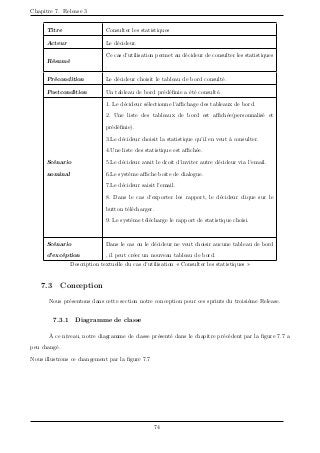 Chapitre 7. Release 3
Titre Consulter les statistiques
Acteur Le décideur.
Résumé
Ce cas d'utilisation permet au décideur de consulter les statistiques
Précondition Le décideur choisit le tableau de bord consulté.
Postcondition Un tableau de bord prédéfinie a été consulté.
1. Le décideur sélectionne l'affichage des tableaux de bord.
2. Une liste des tableaux de bord est affichée(personnalisé et
prédéfinie).
3.Le décideur choisit la statistique qu'il en veut à consulter.
4.Une liste des statistique est affichée.
Scénario
nominal
5.Le décideur avait le droit d'inviter autre décideur via l'email.
6.Le système affiche boite de dialogue.
7.Le décideur saisit l'email.
8. Dans le cas d'exporter les rapport, le décideur clique sur le
button télécharger.
9. Le système télécharge le rapport de statistique choisi.
Scénario
d'excéption
Dans le cas ou le décideur ne veut choisir aucune tableau de bord
, il peut créer un nouveau tableau de bord.
Description textuelle du cas d'utilisation « Consulter les statistiques »
7.3 Conception
Nous présentons dans cette section notre conception pour ces sprints du troisième Release.
7.3.1 Diagramme de classe
À ce niveau, notre diagramme de classe présenté dans le chapitre précédent par la figure 7.7 a
peu changé.
Nous illustrons ce changement par la figure 7.7
74